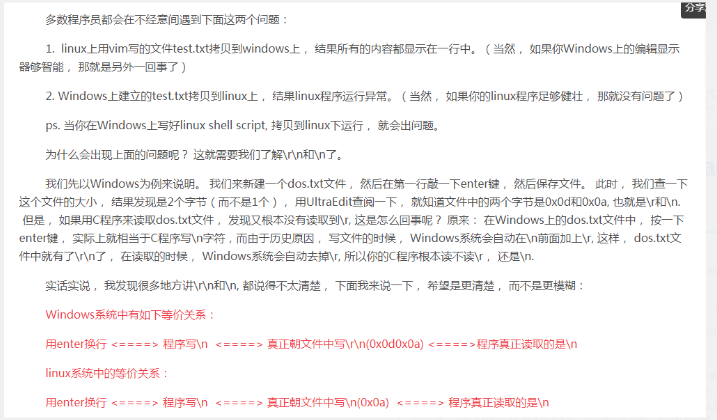 分享
多数程序员都会在不经意间遇到下面这两个问题：
1. linux上用vim写的文件test.txt拷贝到windows上， 结果所有的内容都显示在一行中。（ 当然， 如果你Windows上的编辑显示
器够智能， 那就是另外一回事了 ）
2. Windows上建立的test.txt拷贝到linux上， 结果linux程序运行异常。（ 当然， 如果你的linux程序足够健壮， 那就没有问题了 ）
ps. 当你在Windows上写好linux shell script, 拷贝到linux下运行， 就会出问题。
为什么会出现上面的问题呢？ 这就需要我们了解\r\n和\n了。
我们先以Windows为例来说明。 我们来新建一个dos.txt文件， 然后在第一行敲一下enter键， 然后保存文件。 此时， 我们查一下
这个文件的大小， 结果发现是2个字节（ 而不是1个 ）， 用UltraEdit查阅一下， 就知道文件中的两个字节是0x0d和0x0a, 也就是\r和\n.
但是， 如果用C程序来读取dos.txt文件， 发现又根本没有读取到\r, 这是怎么回事呢？ 原来： 在Windows上的dos.txt文件中， 按一下
enter键， 实际上就相当于C程序写\n字符，而由于历史原因， 写文件的时候， Windows系统会自动在\n前面加上\r, 这样， dos.txt文
件中就有了\r\n了， 在读取的时候， Windows系统会自动去掉\r, 所以你的C程序根本读不读\r， 还是\n.
实话实说， 我发现很多地方讲\r\n和\n, 都说得不太清楚， 下面我来说一下， 希望是更清楚， 而不是更模糊：
Windows系统中有如下等价关系：
用enter换行 <====> 程序写\n <====> 真正朝文件中写\r\n(0x0d0x0a) <====>程序真正读取的是\n
linux系统中的等价关系：
用enter换行 <====> 程序写\n <====> 真正朝文件中写\n(0x0a) <====> 程序真正读取的是\n